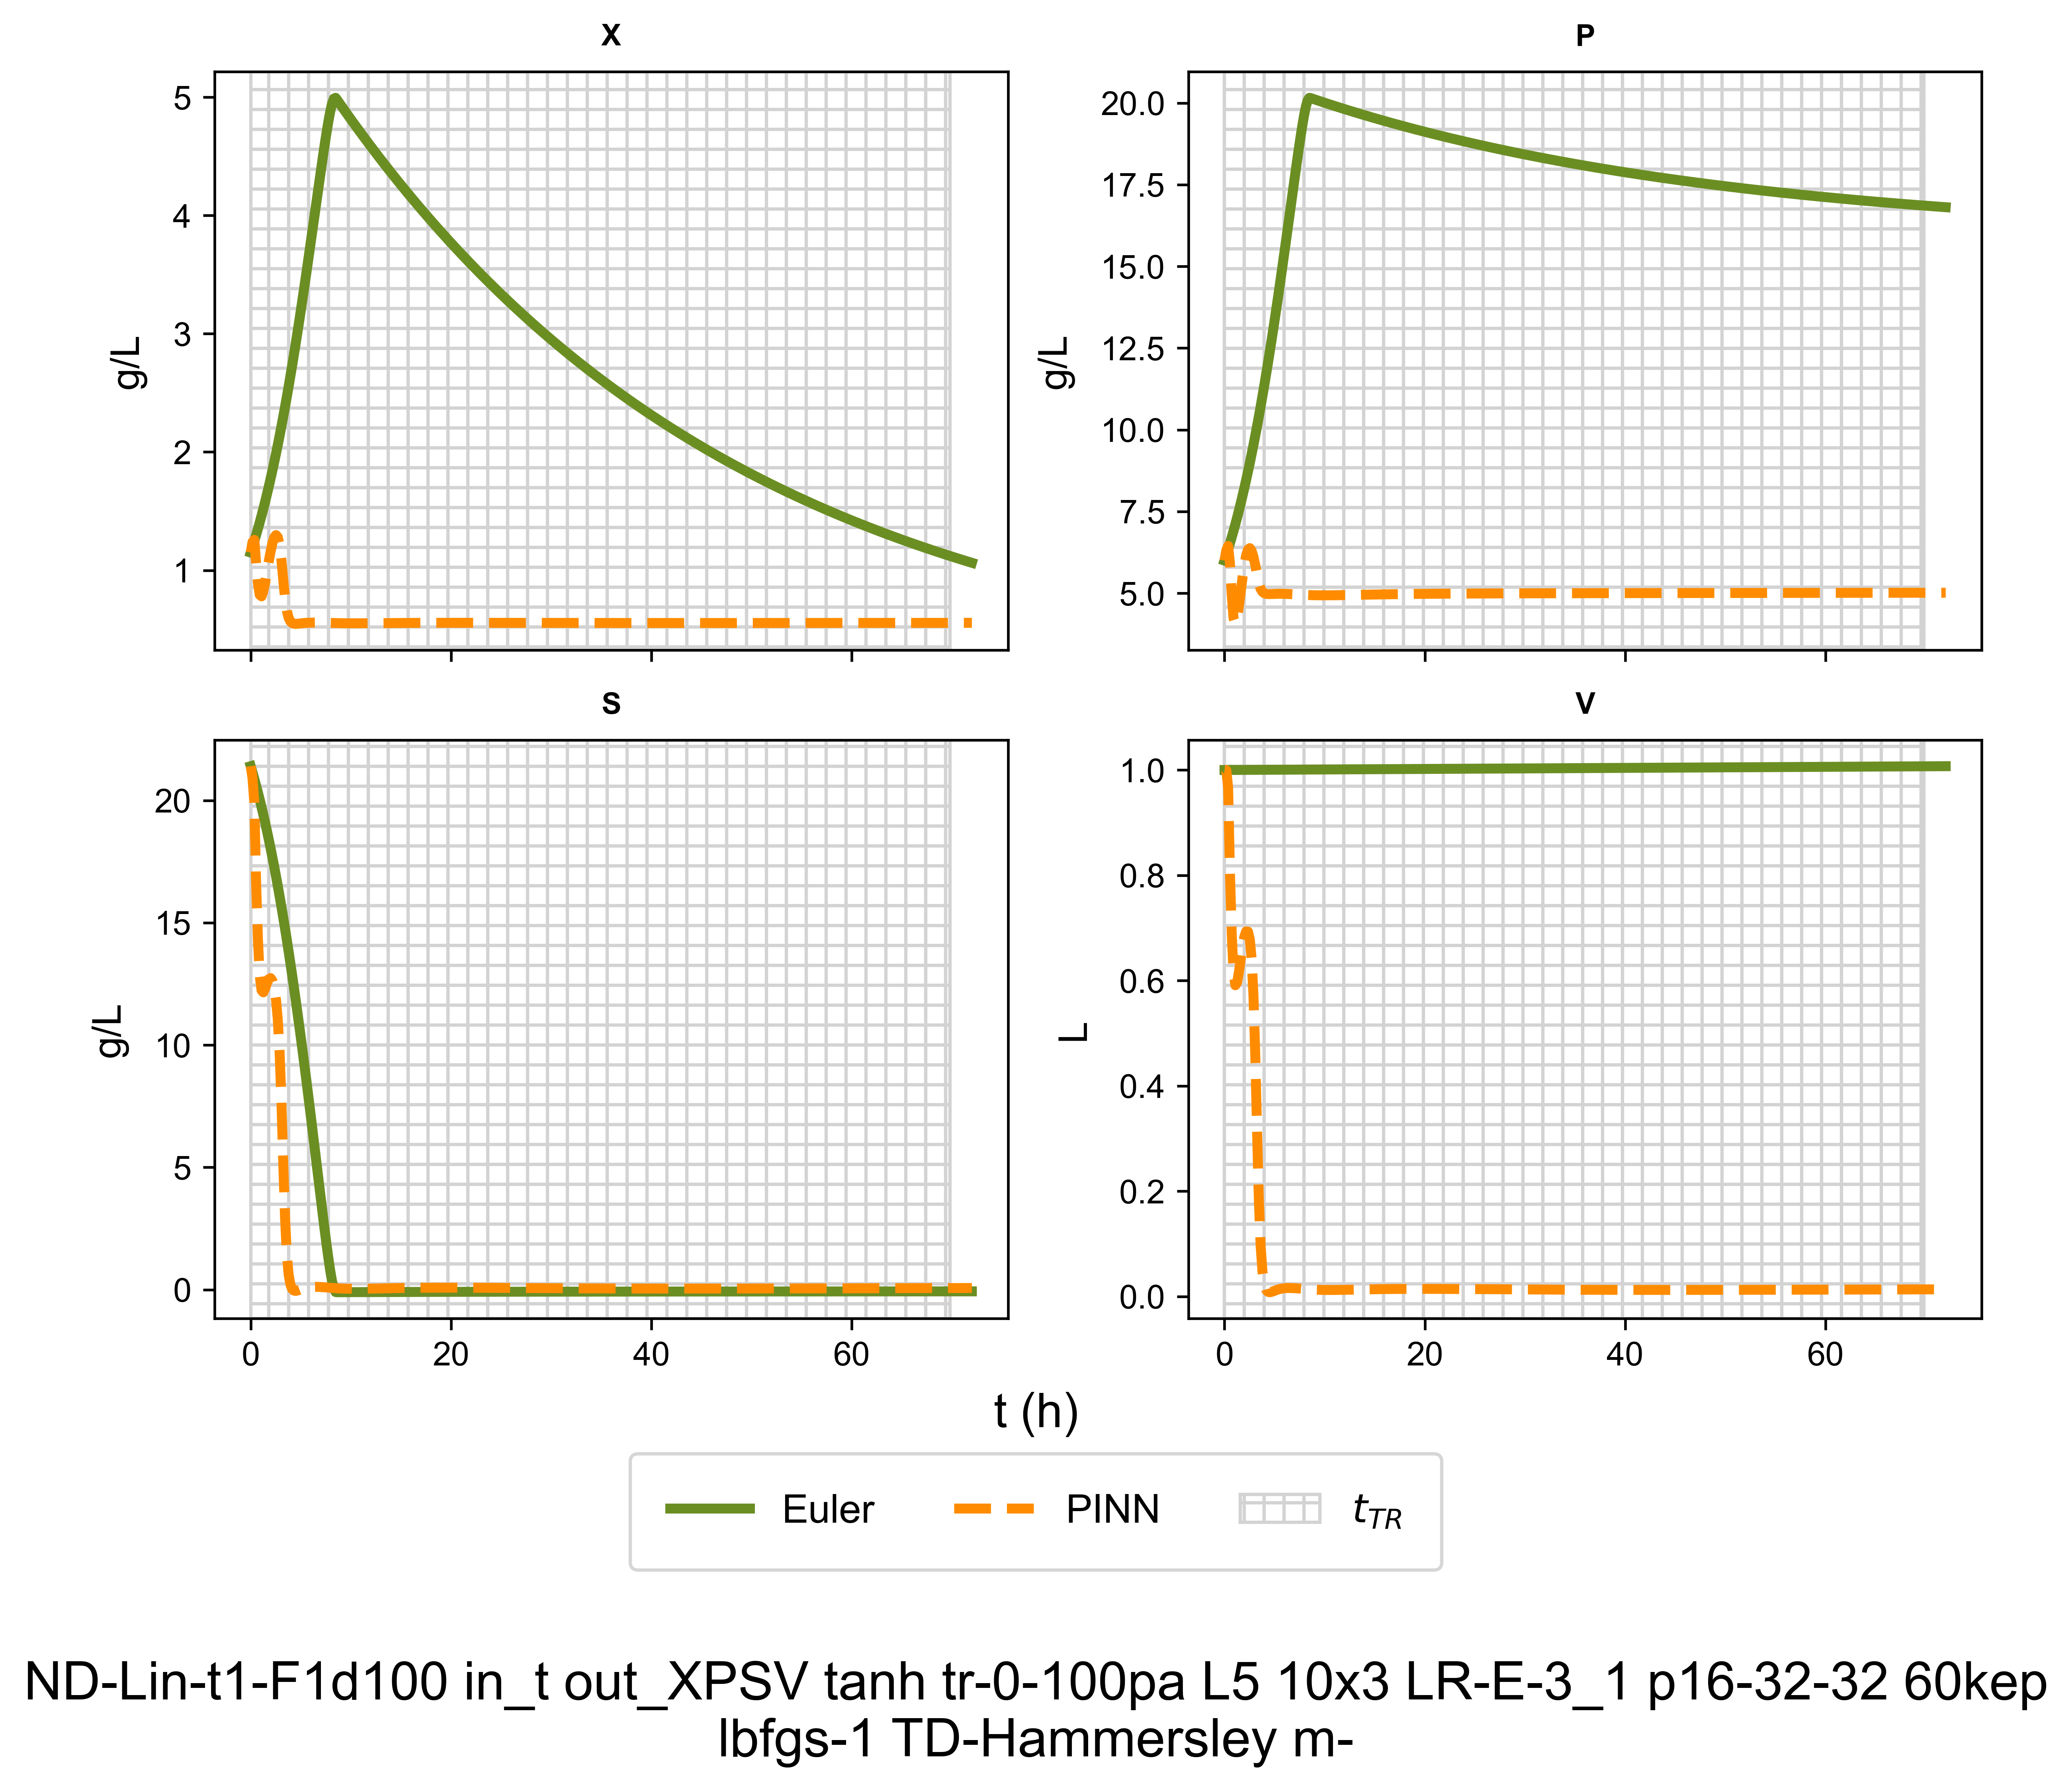 X
P
5
4
3
2
1
g/L
20.0
17.5
15.0
12.5
10.0
7.5
5.0
g/L
S
V
20
15
10
5
0
g/L
0 20 40 60
1.0
0.8
0.6
0.4
0.2
0.0
L
0 20 40 60
t (h)
Euler PINN t_{TR}
ND-Lin-t1-F1d100 in_t out_XPSV tanh tr-0-100pa L5 10x3 LR-E-3_1 p16-32-32 60kep
lbfgs-1 TD-Hammersley m-